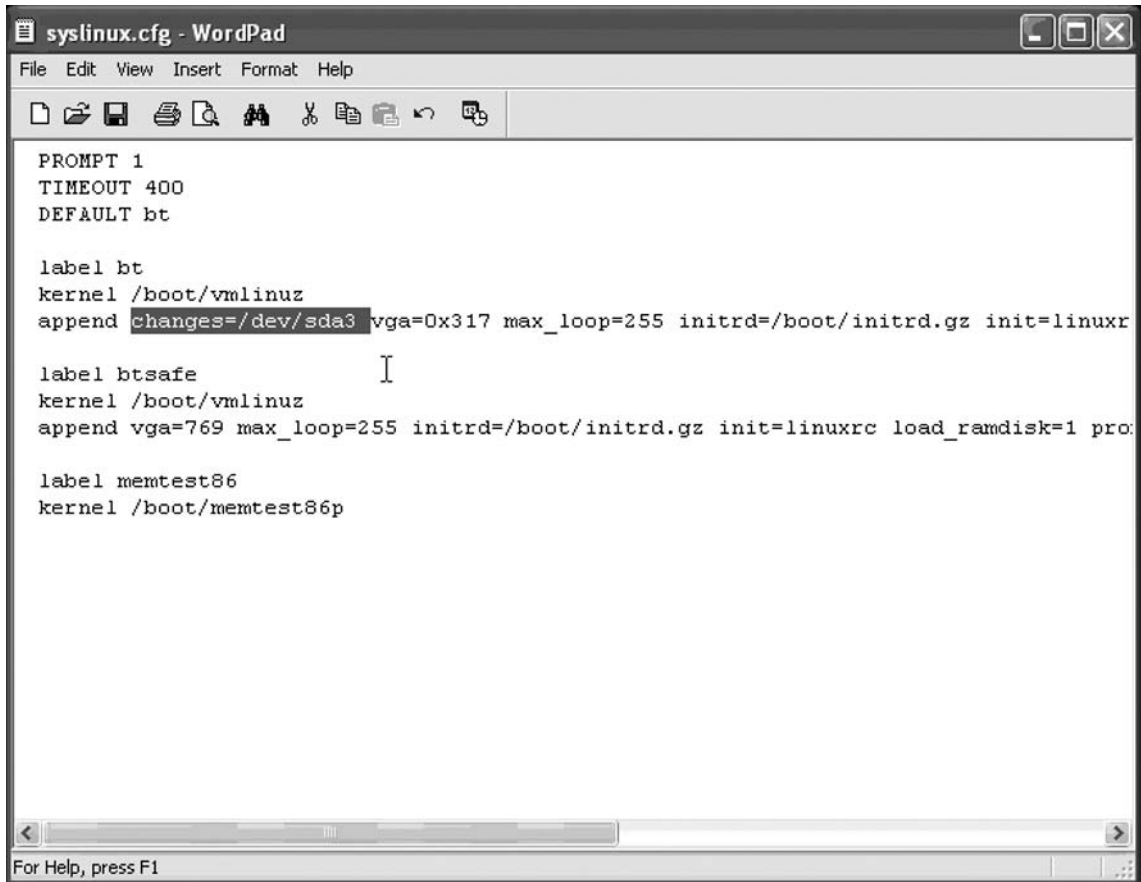 syslinux.cfg - WordPad
File Edit View Insert Format Help
PROMPT 1
TIMEOUT 400
DEFAULT bt
label bt
kernel /boot/vmlinuz
append changes=/dev/sda3 vga=0x317 max_loop=255 initrd=/boot/initrd.gz init=linuxr
label btsafe
kernel /boot/vmlinuz
append vga=769 max_loop=255 initrd=/boot/initrd.gz init=linuxrc load_ramdisk=1 pro
label memtest86
kernel /boot/memtest86p
For Help, press F1